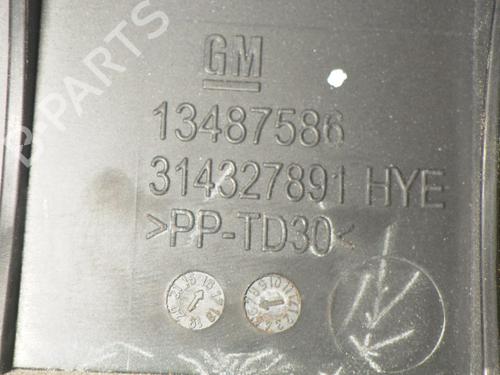 GM
13487586
314327891 HYE
>PP-TD30<
B-PARTS